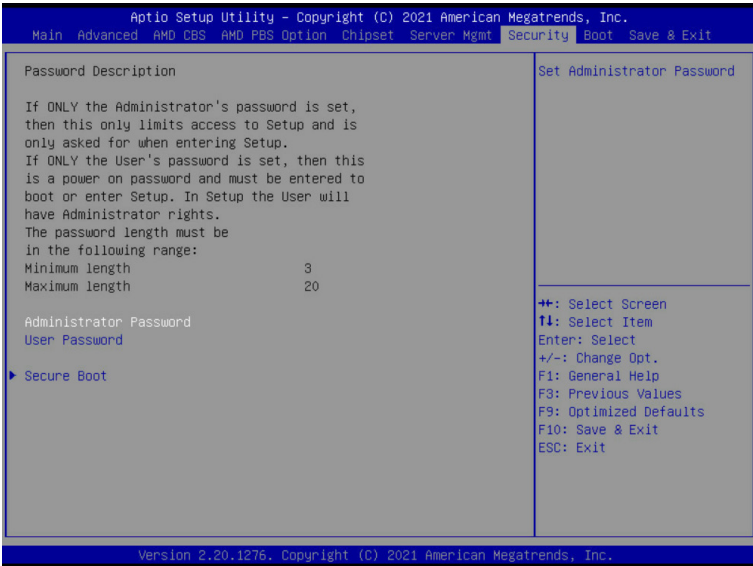 Aptio Setup Utility – Copyright (C) 2021 American Megatrends, Inc.
Main Advanced AMD CBS AMD PBS Option Chipset Server Mgmt Security Boot Save & Exit
Password Description
If ONLY the Administrator's password is set,
then this only limits access to Setup and is
only asked for when entering Setup.
If ONLY the User's password is set, then this
is a power on password and must be entered to
boot or enter Setup. In Setup the User will
have Administrator rights.
The password length must be
in the following range:
Minimum length 3
Maximum length 20
Administrator Password
User Password
Secure Boot
Set Administrator Password
→←: Select Screen
↑↓: Select Item
Enter: Select
+/-: Change Opt.
F1: General Help
F3: Previous Values
F9: Optimized Defaults
F10: Save & Exit
ESC: Exit
Version 2.20.1276. Copyright (C) 2021 American Megatrends, Inc.